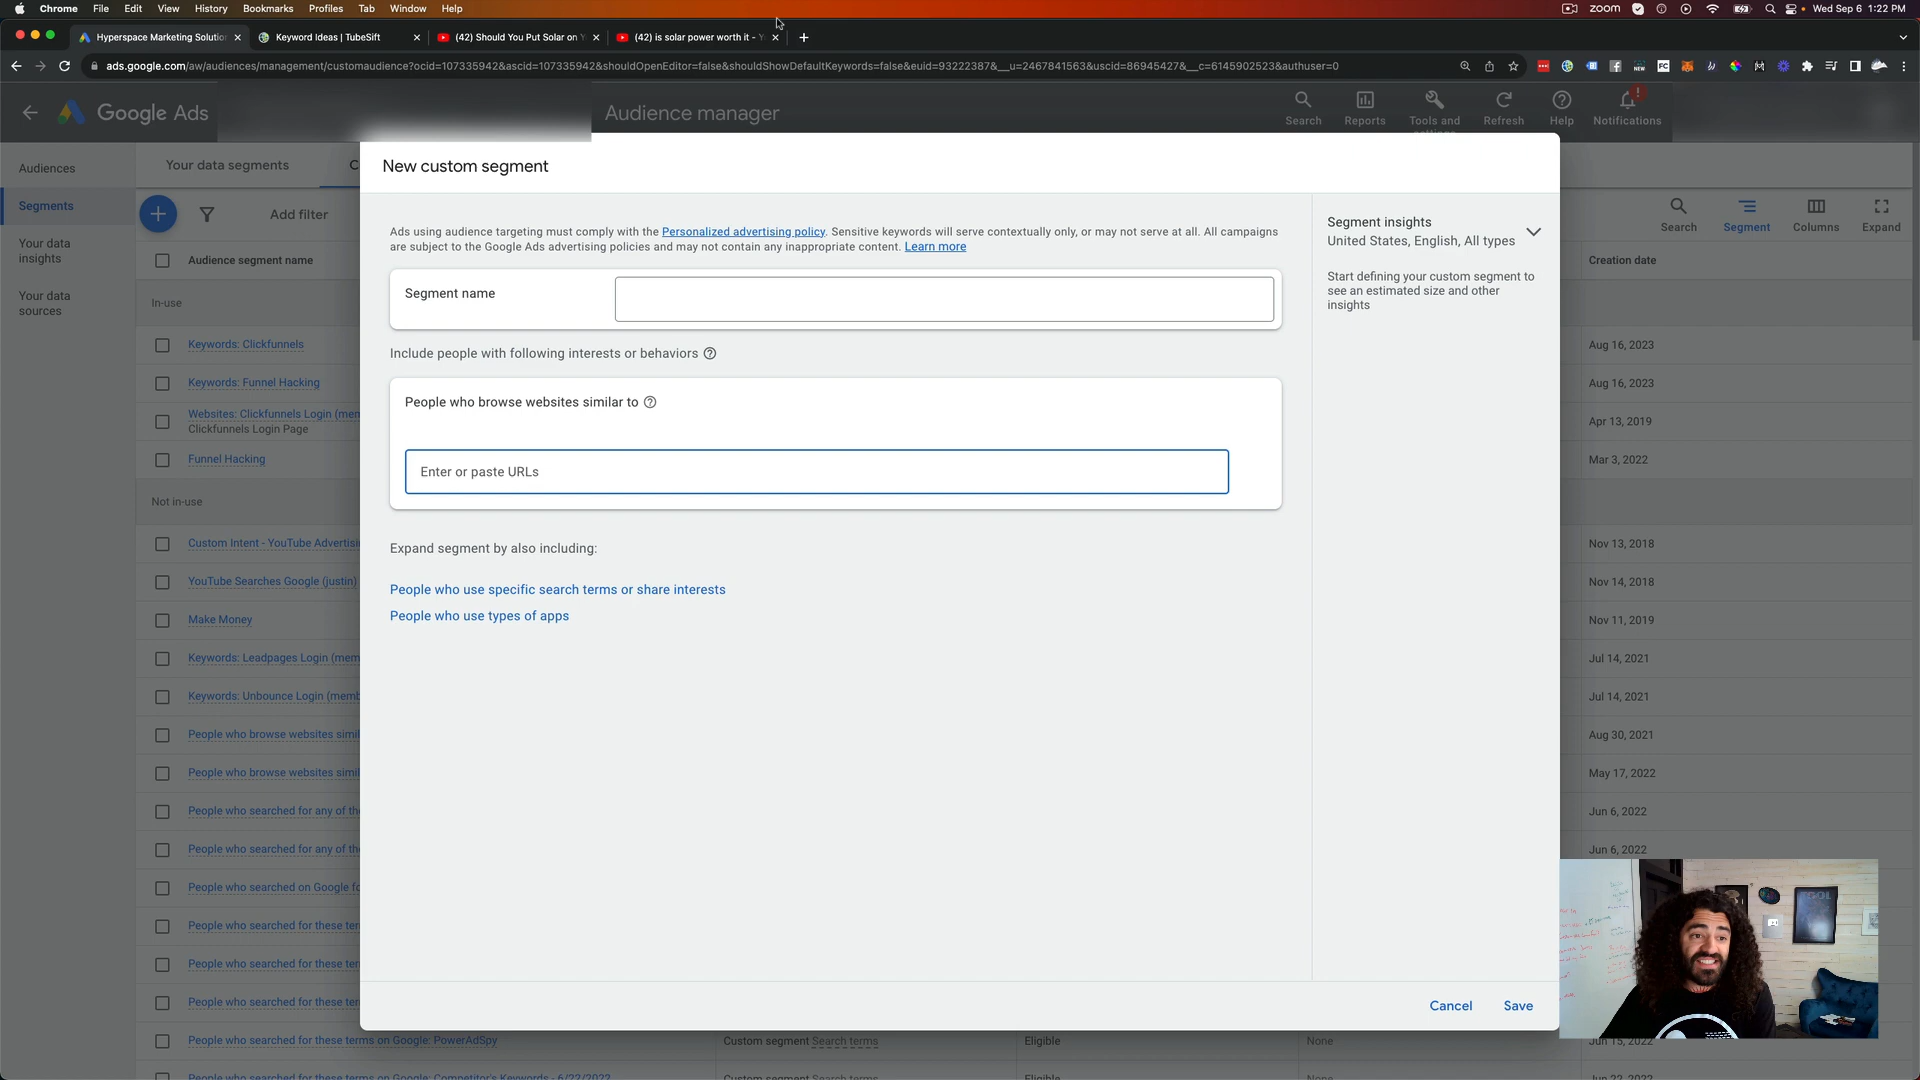 Chrome File Edit View History Bookmarks Profiles Tab Window Help zoom Wed Sep 6 1:22 PM
Hyperspace Marketing Solution Keyword Ideas | TubeSift (42) Should You Put Solar on Y (42) is solar power worth it - Y
ads.google.com/aw/audiences/management/customaudience?ocid=107335942&ascid=107335942&shouldOpenEditor=false&shouldShowDefaultKeywords=false&euid=93222387&__u=2467841563&uscid=86945427&__c=6145902523&authuser=0
Google Ads Audience manager
Search Reports Tools and settings Refresh Help Notifications
Audiences
Segments
Your data insights
Your data sources
Your data segments C
Add filter
Search Segment Columns Expand
Audience segment name
Creation date
In-use
Keywords: Clickfunnels
Aug 16, 2023
Keywords: Funnel Hacking
Aug 16, 2023
Websites: Clickfunnels Login (mem
Clickfunnels Login Page
Apr 13, 2019
Funnel Hacking
Mar 3, 2022
Not in-use
Custom Intent - YouTube Advertisi
Nov 13, 2018
YouTube Searches Google (justin)
Nov 14, 2018
Make Money
Nov 11, 2019
Keywords: Leadpages Login (mem
Jul 14, 2021
Keywords: Unbounce Login (memb
Jul 14, 2021
People who browse websites simil
Aug 30, 2021
People who browse websites simil
May 17, 2022
People who searched for any of the
Jun 6, 2022
People who searched for any of the
Jun 6, 2022
People who searched on Google fo
People who searched for these ter
People who searched for these ter
People who searched for these ter
People who searched for these terms on Google: PowerAdSpy Custom segment Search terms Eligible None Jun 15, 2022
People who searched for these terms on Google: Competitor's Keywords - 6/22/2022 Custom segment Search terms Eligible None Jun 22, 2022
New custom segment
Ads using audience targeting must comply with the Personalized advertising policy. Sensitive keywords will serve contextually only, or may not serve at all. All campaigns
are subject to the Google Ads advertising policies and may not contain any inappropriate content. Learn more
Segment name
Include people with following interests or behaviors
People who browse websites similar to
Enter or paste URLs
Expand segment by also including:
People who use specific search terms or share interests
People who use types of apps
Segment insights
United States, English, All types
Start defining your custom segment to
see an estimated size and other
insights
Cancel Save
TOOL